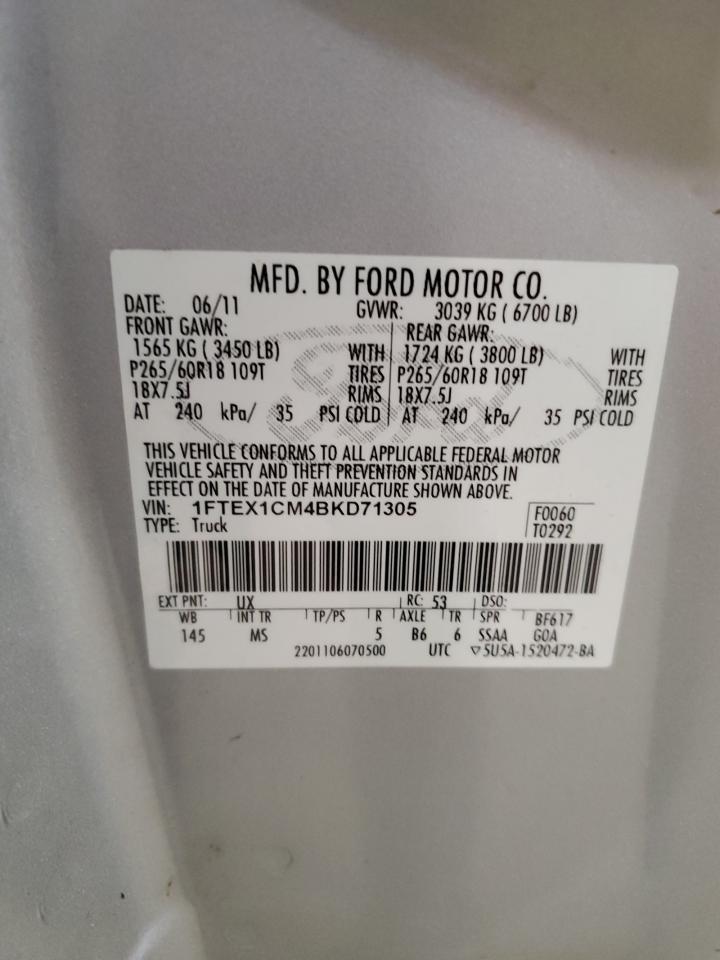 MFD. BY FORD MOTOR CO.
DATE: 06/11 GVWR: 3039 KG ( 6700 LB)
FRONT GAWR: REAR GAWR:
1565 KG ( 3450 LB) WITH 1724 KG ( 3800 LB) WITH
P265/60R18 109T TIRES P265/60R18 109T TIRES
18X7.5J RIMS 18X7.5J RIMS
AT 240 kPa/ 35 PSI COLD AT 240 kPa/ 35 PSI COLD
THIS VEHICLE CONFORMS TO ALL APPLICABLE FEDERAL MOTOR
VEHICLE SAFETY AND THEFT PREVENTION STANDARDS IN
EFFECT ON THE DATE OF MANUFACTURE SHOWN ABOVE.
VIN: 1FTEX1CM4BKD71305 F0060
TYPE: Truck T0292
EXT PNT: UX RC: 53 DSO:
WB INT TR TP/PS R AXLE TR SPR BF617
145 MS 5 B6 6 SSAA GOA
2201106070500 UTC ▽5U5A-1520472-BA